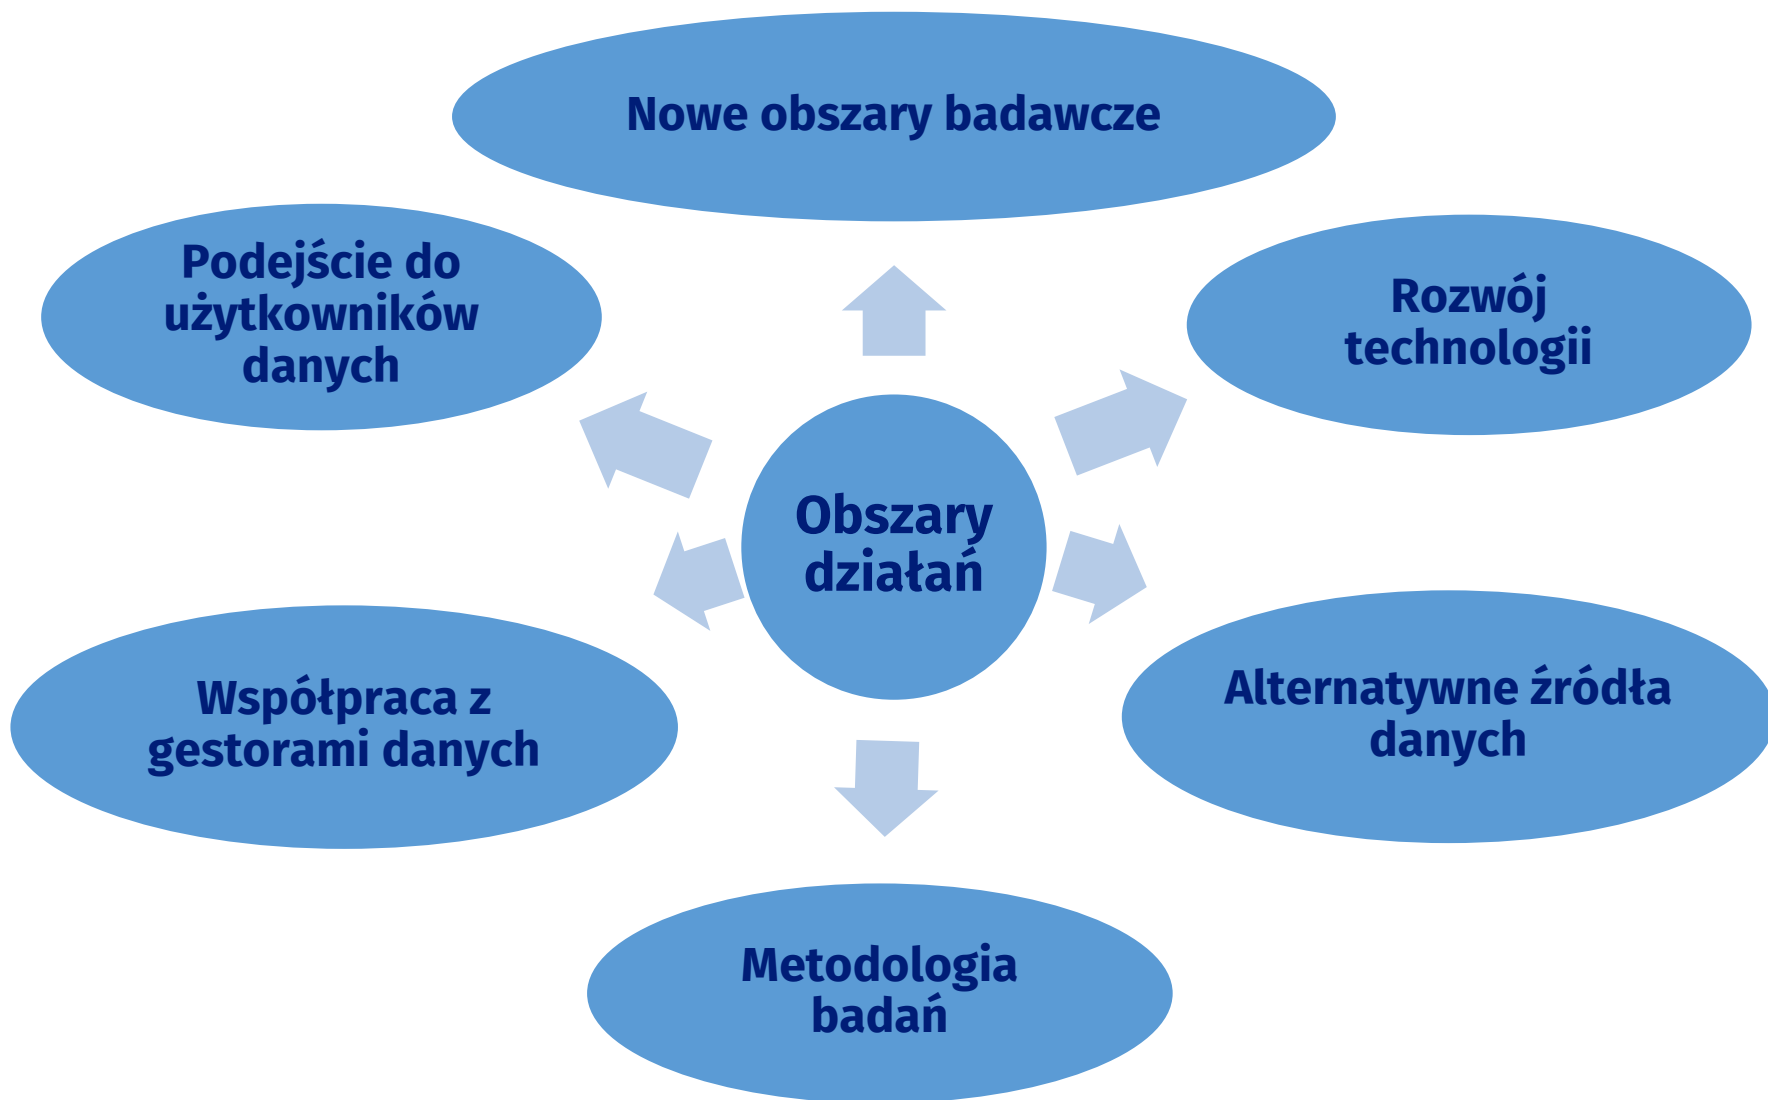 Nowe obszary badawcze
Podejście do
użytkowników
danych
Rozwój
technologii
Obszary
działań
Współpraca z
gestorami danych
Alternatywne źródła
danych
Metodologia
badań